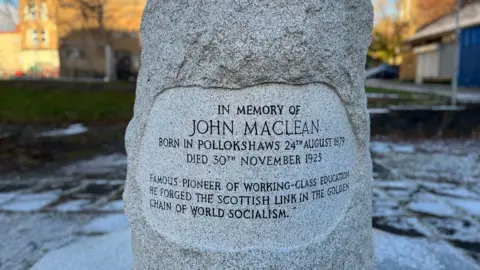 IN MEMORY OF
JOHN MACLEAN
BORN IN POLLOKSHAWS 24TH AUGUST 1879
DIED 30TH NOVEMBER 1923
FAMOUS PIONEER OF WORKING-CLASS EDUCATION
HE FORGED THE SCOTTISH LINK IN THE GOLDEN
CHAIN OF WORLD SOCIALISM.